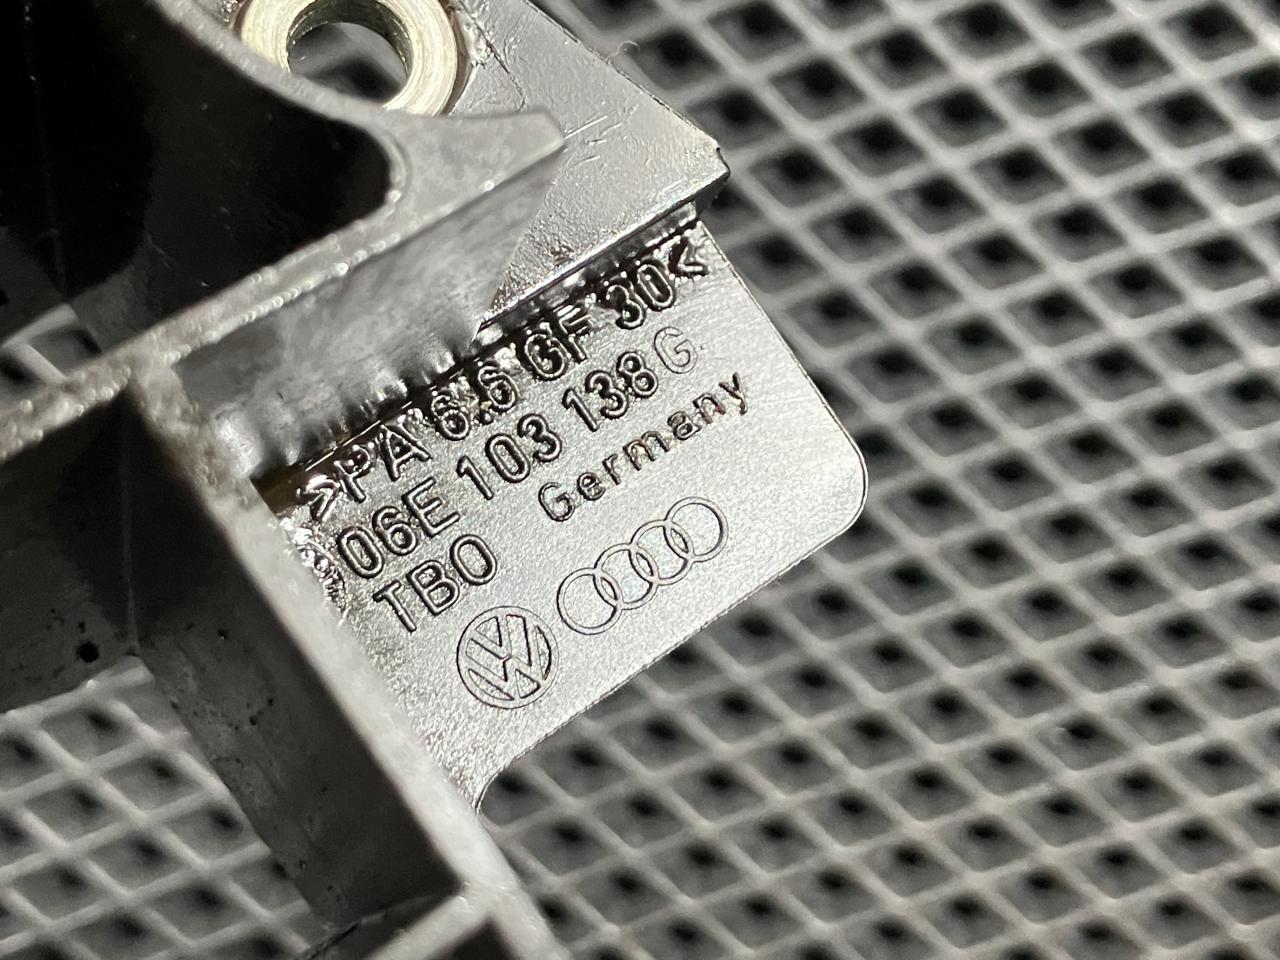 >PA 6.6 GF 30<
06E 103 138 G
TBO Germany